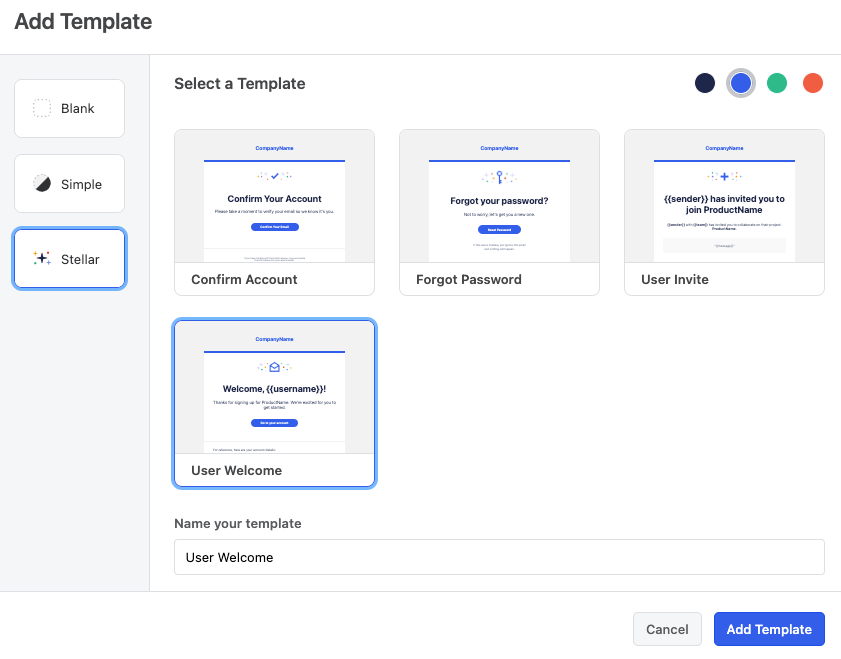 Add Template
Blank
Simple
Stellar
Select a Template
CompanyName
Confirm Your Account
Please take a moment to verify your email so we know it's you.
Confirm Your Email
Confirm Account
CompanyName
Forgot your password?
Not to worry, let's get you a new one.
Reset Password
Forgot Password
CompanyName
{{sender}} has invited you to
join ProductName
{{sender}} with {{team}} has invited you to collaborate on their project
ProductName.
User Invite
CompanyName
Welcome, {{username}}!
Thanks for signing up for ProductName. We're excited for you to
get started.
Go to your account
For reference, here are your account details:
User Welcome
Name your template
User Welcome
Cancel
Add Template